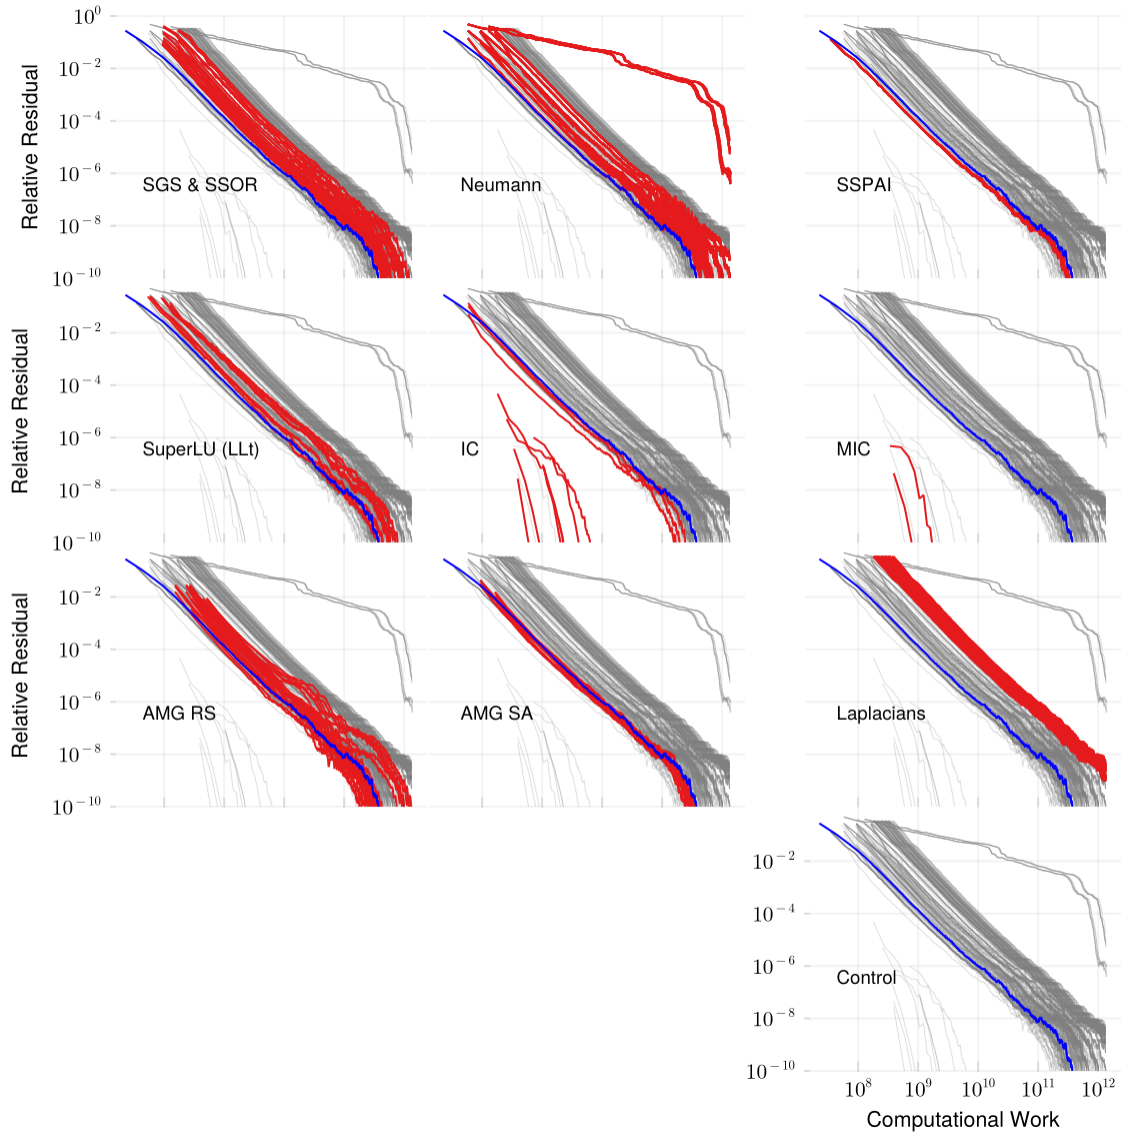 Relative Residual
10^0
10^−2
10^−4
10^−6
10^−8
10^−10
SGS & SSOR
Neumann
SSPAI
Relative Residual
10^−2
10^−4
10^−6
10^−8
10^−10
SuperLU (LLt)
IC
MIC
Relative Residual
10^−2
10^−4
10^−6
10^−8
10^−10
AMG RS
AMG SA
Laplacians
10^−2
10^−4
10^−6
10^−8
10^−10
Control
10^8 10^9 10^10 10^11 10^12
Computational Work